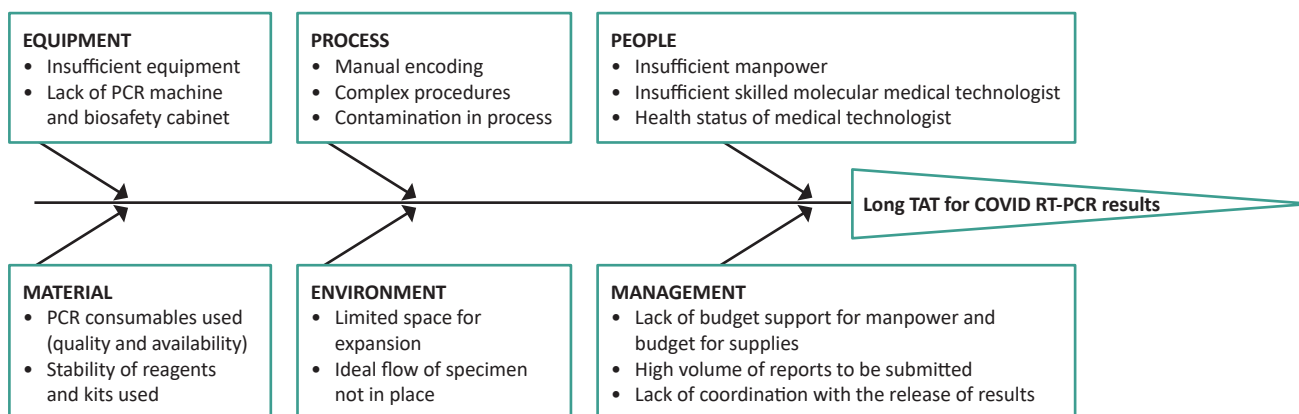 EQUIPMENT
• Insufficient equipment
• Lack of PCR machine
and biosafety cabinet
PROCESS
• Manual encoding
• Complex procedures
• Contamination in process
PEOPLE
• Insufficient manpower
• Insufficient skilled molecular medical technologist
• Health status of medical technologist
Long TAT for COVID RT-PCR results
MATERIAL
• PCR consumables used
(quality and availability)
• Stability of reagents
and kits used
ENVIRONMENT
• Limited space for
expansion
• Ideal flow of specimen
not in place
MANAGEMENT
• Lack of budget support for manpower and
budget for supplies
• High volume of reports to be submitted
• Lack of coordination with the release of results